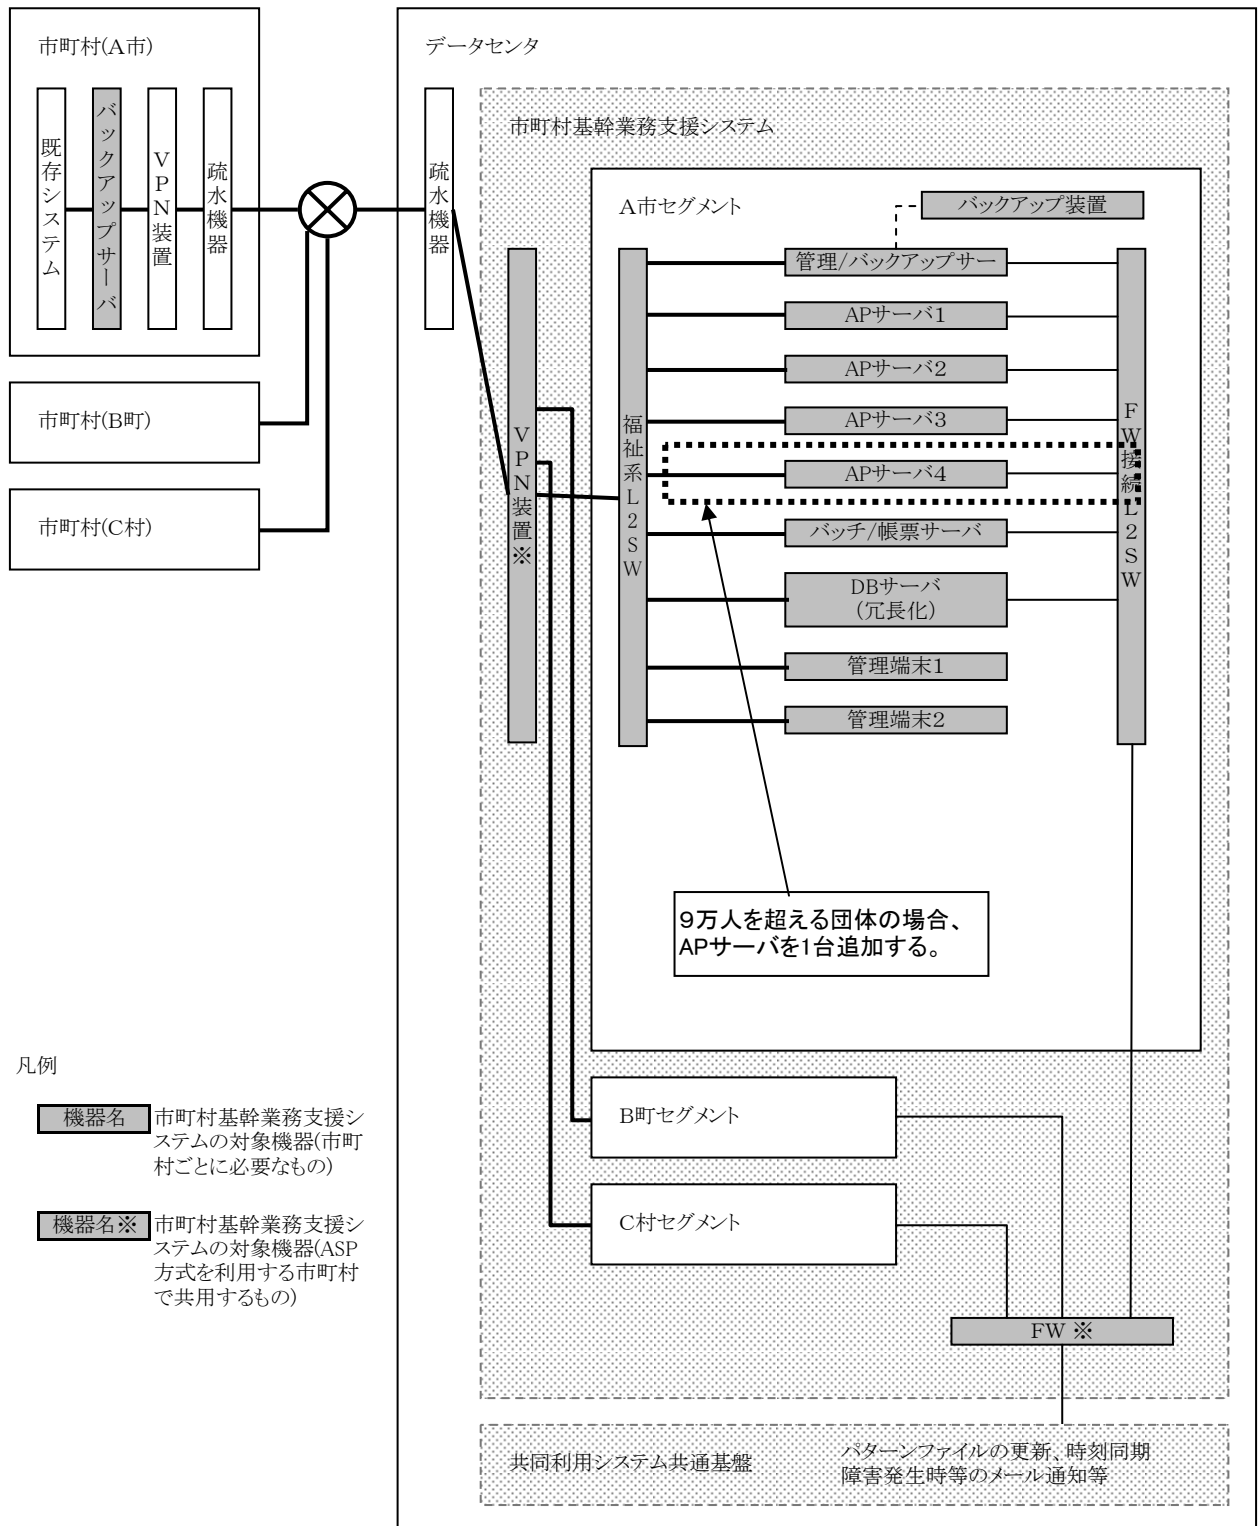 市町村(A市)
既存システム
バックアップサーバ
VPN装置
疏水機器
市町村(B町)
市町村(C村)
データセンタ
疏水機器
市町村基幹業務支援システム
VPN装置※
A市セグメント
バックアップ装置
福祉系L2SW
管理/バックアップサー
APサーバ1
APサーバ2
APサーバ3
APサーバ4
バッチ/帳票サーバ
DBサーバ
(冗長化)
管理端末1
管理端末2
FW接続L2SW
9万人を超える団体の場合、
APサーバを1台追加する。
B町セグメント
C村セグメント
FW ※
共同利用システム共通基盤
パターンファイルの更新、時刻同期
障害発生時等のメール通知等
凡例
機器名
市町村基幹業務支援シ
ステムの対象機器(市町
村ごとに必要なもの)
機器名※
市町村基幹業務支援シ
ステムの対象機器(ASP
方式を利用する市町村
で共用するもの)